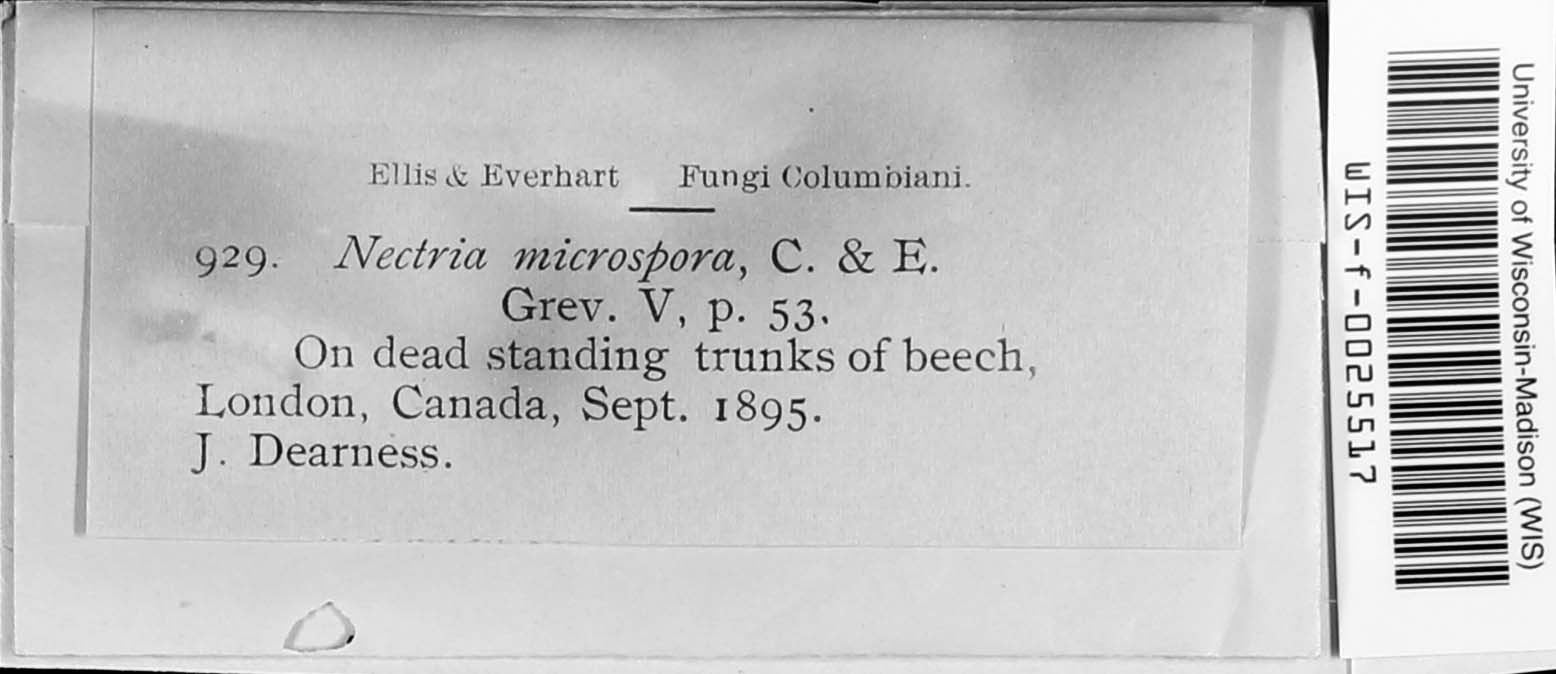 Ellis & Everhart Fungi Columbiani.
929. Nectria microspora, C. & E.
Grev. V, p. 53.
On dead standing trunks of beech,
London, Canada, Sept. 1895.
J. Dearness.
WIS-f-0025517
University of Wisconsin-Madison (WIS)